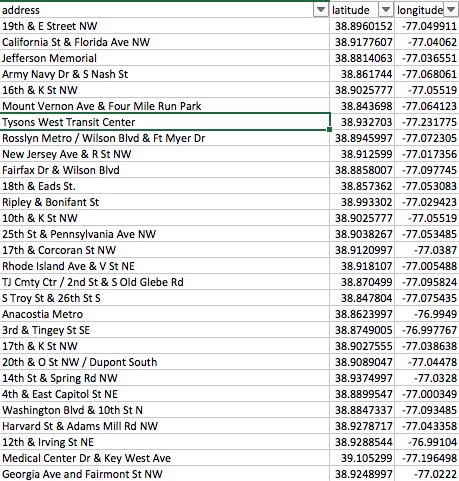 address latitude longitude
19th & E Street NW 38.8960152 -77.049911
California St & Florida Ave NW 38.9177607 -77.04062
Jefferson Memorial 38.8814063 -77.036551
Army Navy Dr & S Nash St 38.861744 -77.068061
16th & K St NW 38.9025777 -77.05519
Mount Vernon Ave & Four Mile Run Park 38.843698 -77.064123
Tysons West Transit Center 38.932703 -77.231775
Rosslyn Metro / Wilson Blvd & Ft Myer Dr 38.8945997 -77.072305
New Jersey Ave & R St NW 38.912599 -77.017356
Fairfax Dr & Wilson Blvd 38.8858007 -77.097745
18th & Eads St. 38.857362 -77.053083
Ripley & Bonifant St 38.993302 -77.029423
10th & K St NW 38.9025777 -77.05519
25th St & Pennsylvania Ave NW 38.9038267 -77.053485
17th & Corcoran St NW 38.9120997 -77.0387
Rhode Island Ave & V St NE 38.918107 -77.005488
TJ Cmty Ctr / 2nd St & S Old Glebe Rd 38.870499 -77.095824
S Troy St & 26th St S 38.847804 -77.075435
Anacostia Metro 38.8623997 -76.9949
3rd & Tingey St SE 38.8749005 -76.997767
17th & K St NW 38.9027555 -77.038638
20th & O St NW / Dupont South 38.9089047 -77.04478
14th St & Spring Rd NW 38.9374997 -77.0328
4th & East Capitol St NE 38.8899547 -77.000349
Washington Blvd & 10th St N 38.8847337 -77.093485
Harvard St & Adams Mill Rd NW 38.9278717 -77.043358
12th & Irving St NE 38.9288544 -76.99104
Medical Center Dr & Key West Ave 39.105299 -77.196498
Georgia Ave and Fairmont St NW 38.9248997 -77.0222